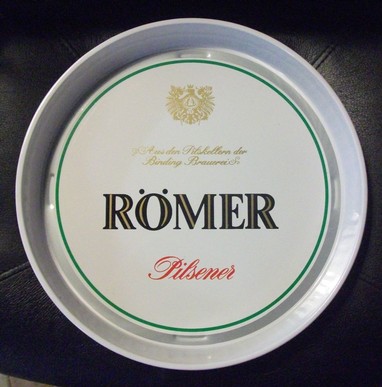 Aus den Pilskellern der
Binding Brauerei
RÖMER
Pilsener